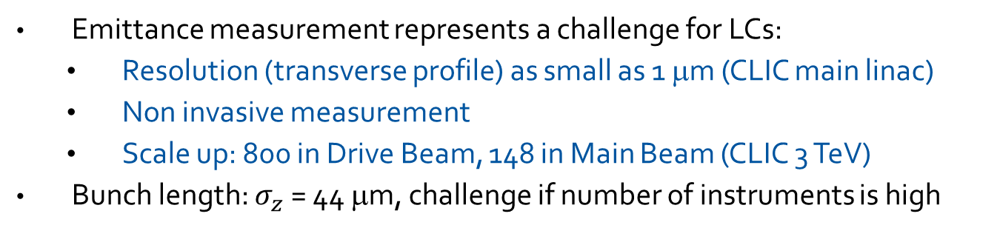 • Emittance measurement represents a challenge for LCs:
• Resolution (transverse profile) as small as 1 μm (CLIC main linac)
• Non invasive measurement
• Scale up: 800 in Drive Beam, 148 in Main Beam (CLIC 3 TeV)
• Bunch length: σ_z = 44 μm, challenge if number of instruments is high